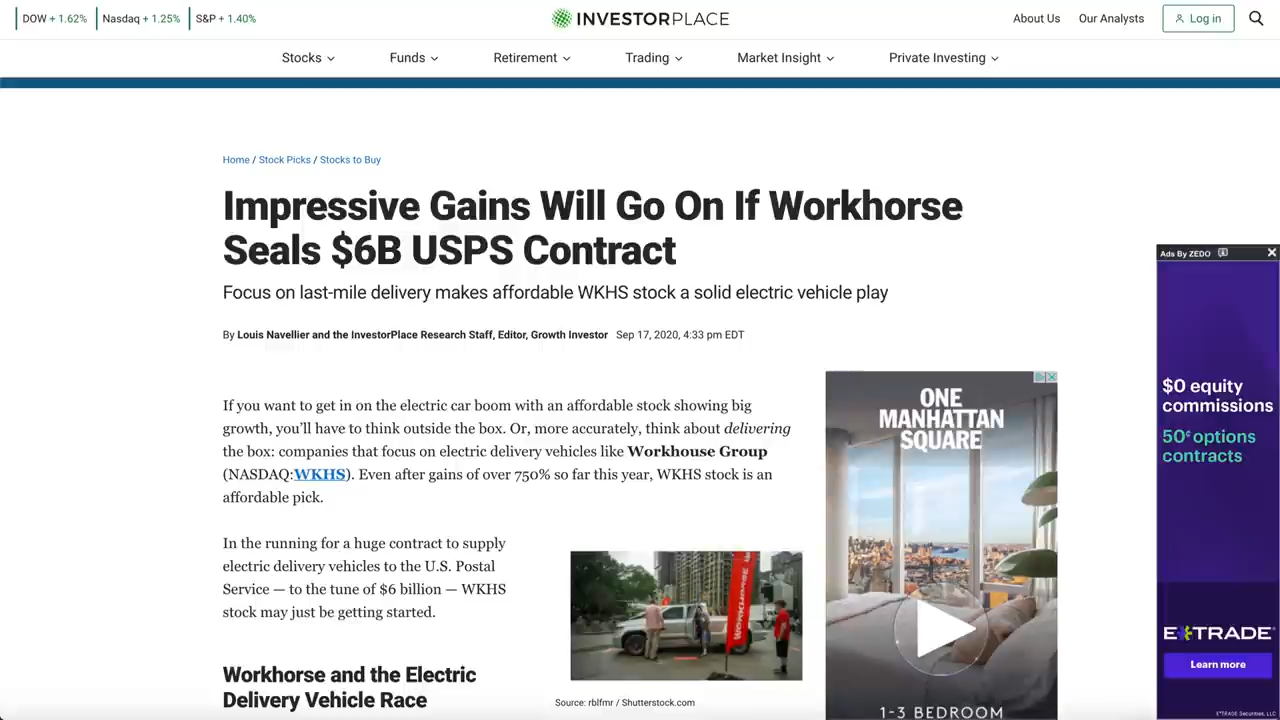 DOW + 1.62% Nasdaq + 1.25% S&P + 1.40%
INVESTORPLACE
About Us Our Analysts Log in
Stocks Funds Retirement Trading Market Insight Private Investing
Home / Stock Picks / Stocks to Buy
Impressive Gains Will Go On If Workhorse
Seals $6B USPS Contract
Focus on last-mile delivery makes affordable WKHS stock a solid electric vehicle play
By Louis Navellier and the InvestorPlace Research Staff, Editor, Growth Investor Sep 17, 2020, 4:33 pm EDT
If you want to get in on the electric car boom with an affordable stock showing big
growth, you’ll have to think outside the box. Or, more accurately, think about delivering
the box: companies that focus on electric delivery vehicles like Workhouse Group
(NASDAQ:WKHS). Even after gains of over 750% so far this year, WKHS stock is an
affordable pick.
In the running for a huge contract to supply
electric delivery vehicles to the U.S. Postal
Service — to the tune of $6 billion — WKHS
stock may just be getting started.
WORKHORSE
Source: rblfmr / Shutterstock.com
Workhorse and the Electric
Delivery Vehicle Race
ONE
MANHATTAN
SQUARE
1-3 BEDROOM
Ads By ZEDO
$0 equity
commissions
50¢ options
contracts
E*TRADE
Learn more
E*TRADE Securities, LLC